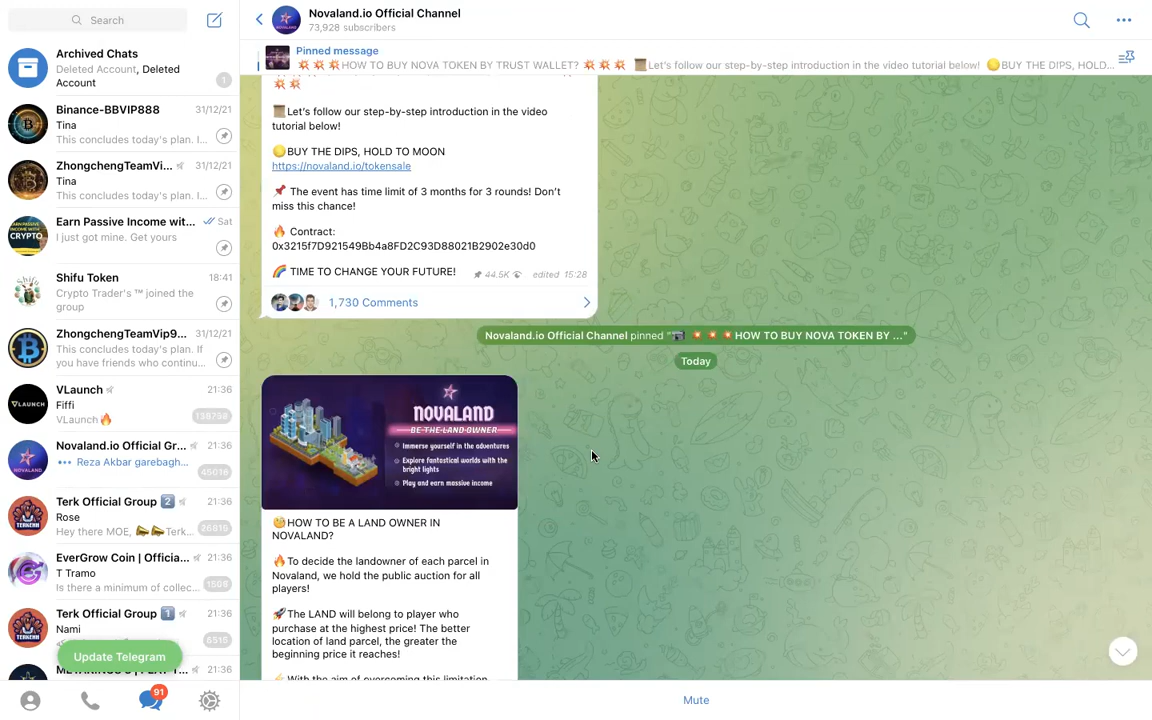 Search
Archived Chats
Deleted Account, Deleted
Account
1
Binance-BBVIP888
31/12/21
Tina
This concludes today's plan. I...
ZhongchengTeamVi...
31/12/21
Tina
This concludes today's plan. I...
Earn Passive Income wit...
Sat
I just got mine. Get yours
Shifu Token
18:41
Crypto Trader's ™ joined the
group
ZhongchengTeamVip9...
31/12/21
This concludes today's plan. If
you have friends who continu...
VLaunch
21:36
Fiffi
VLaunch🔥
138758
Novaland.io Official Gr...
21:36
Reza Akbar garebagh...
45016
Terk Official Group 2
21:36
Rose
Hey there MOE, 📣📣Terk...
26815
EverGrow Coin | Officia...
21:36
T Tramo
Is there a minimum of collec...
1509
Terk Official Group 1
21:36
Nami
6515
Update Telegram
21:36
91
Novaland.io Official Channel
73,928 subscribers
Pinned message
💥💥💥HOW TO BUY NOVA TOKEN BY TRUST WALLET? 💥💥💥 📜Let's follow our step-by-step introduction in the video tutorial below! 🟡BUY THE DIPS, HOLD...
📜Let's follow our step-by-step introduction in the video
tutorial below!
🟡BUY THE DIPS, HOLD TO MOON
https://novaland.io/tokensale
📌 The event has time limit of 3 months for 3 rounds! Don't
miss this chance!
🔥 Contract:
0x3215f7D921549Bb4a8FD2C93D88021B2902e30d0
🌈 TIME TO CHANGE YOUR FUTURE!
44.5K edited 15:28
1,730 Comments
Novaland.io Official Channel pinned "📹 💥 💥 💥HOW TO BUY NOVA TOKEN BY ..."
Today
NOVALAND
BE THE LAND OWNER
Immerse yourself in the adventures
Explore fantastical worlds with the
bright lights
Play and earn massive income
🧐HOW TO BE A LAND OWNER IN
NOVALAND?
🔥To decide the landowner of each parcel in
Novaland, we hold the public auction for all
players!
🚀The LAND will belong to player who
purchase at the highest price! The better
location of land parcel, the greater the
beginning price it reaches!
⚡With the aim of overcoming this limitation,
Mute